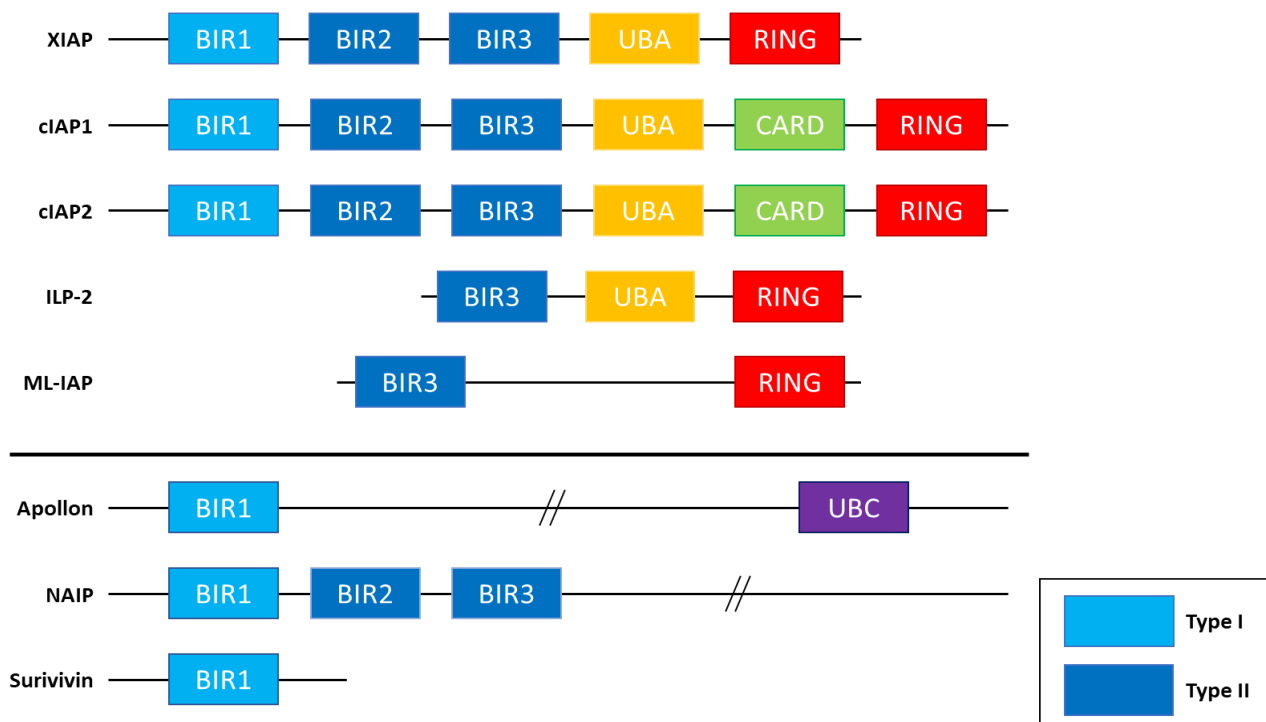 XIAP BIR1 BIR2 BIR3 UBA RING
cIAP1 BIR1 BIR2 BIR3 UBA CARD RING
cIAP2 BIR1 BIR2 BIR3 UBA CARD RING
ILP-2 BIR3 UBA RING
ML-IAP BIR3 RING
Apollon BIR1 UBC
NAIP BIR1 BIR2 BIR3
Surivivin BIR1
Type I
Type II